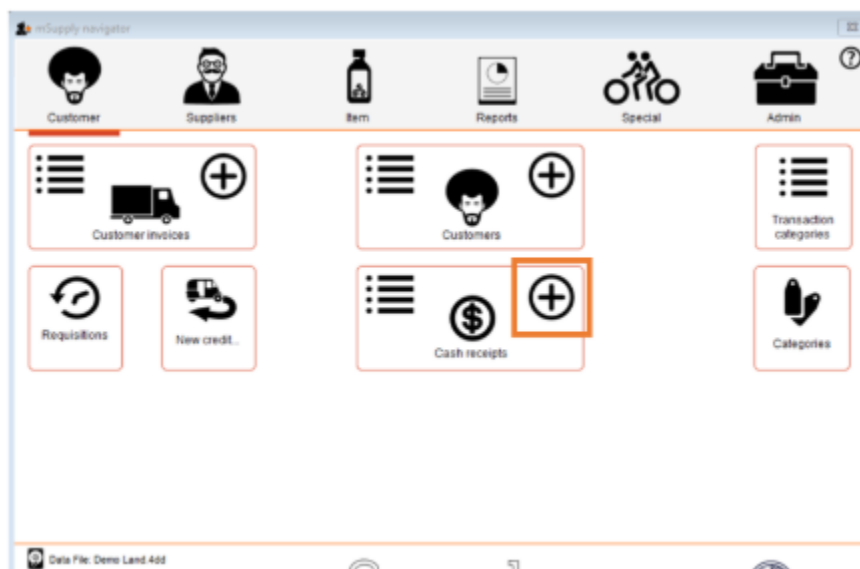 mSupply navigator
Customer
Suppliers
Item
Reports
Special
Admin
Customer invoices
Customers
Transaction
categories
Requisitions
New credit...
Cash receipts
Categories
Data File: Demo Land.4dd